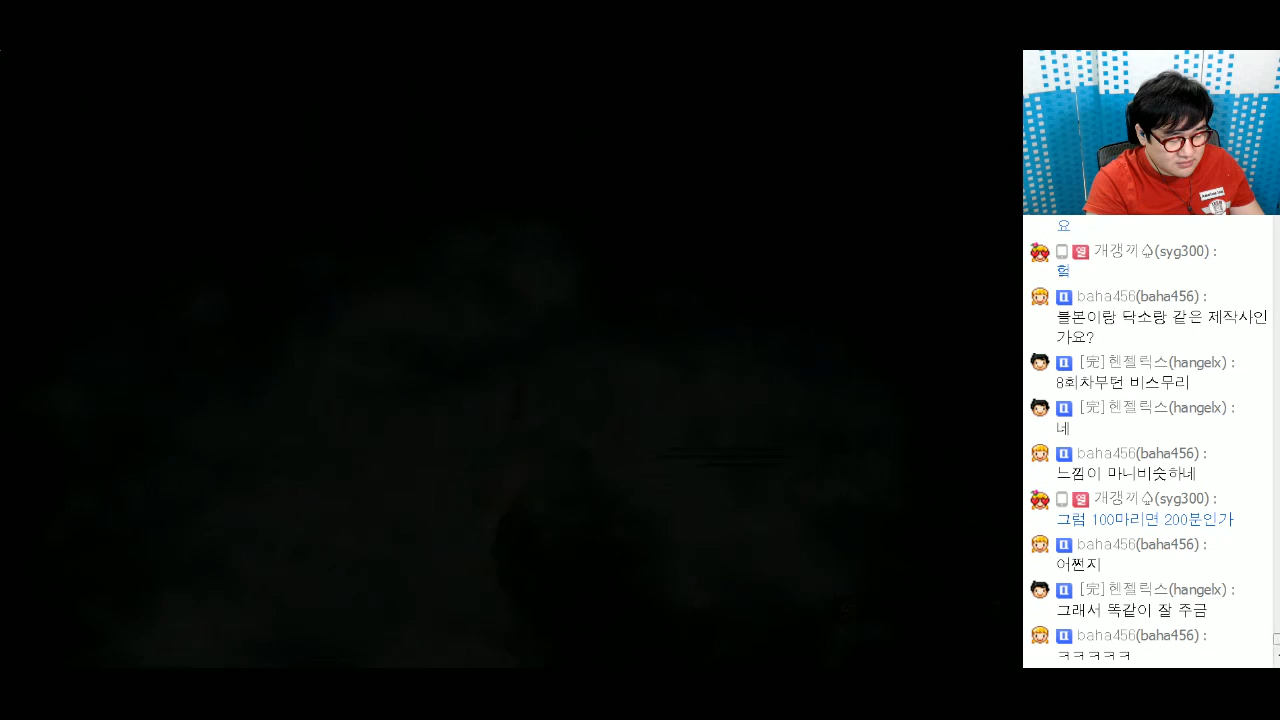 요
열 개갱끼♤(syg300) :
헐
baha456(baha456) :
블본이랑 닥소랑 같은 제작사인
가요?
[完]헨젤릭스(hangelx) :
8회차부턴 비스무리
[完]헨젤릭스(hangelx) :
네
baha456(baha456) :
느낌이 마니비슷하네
열 개갱끼♤(syg300) :
그럼 100마리면 200분인가
baha456(baha456) :
어쩐지
[完]헨젤릭스(hangelx) :
그래서 똑같이 잘 주금
baha456(baha456) :
ㅋㅋㅋㅋㅋ